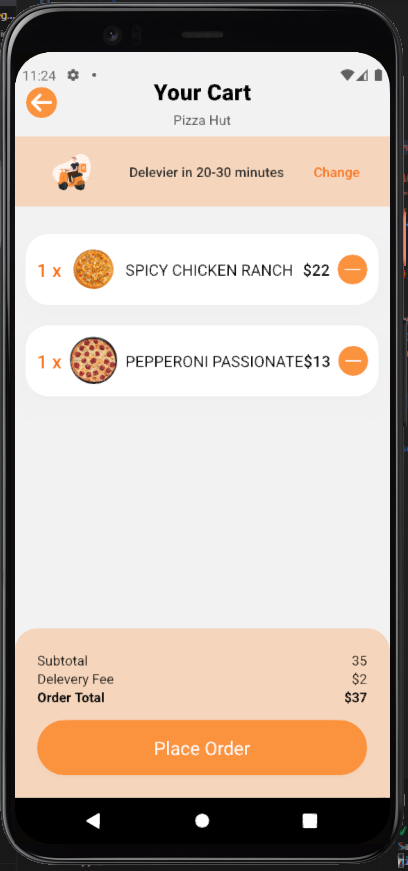 11:24
Your Cart
Pizza Hut
Delevier in 20-30 minutes Change
1 x SPICY CHICKEN RANCH $22
1 x PEPPERONI PASSIONATE$13
Subtotal 35
Delevery Fee $2
Order Total $37
Place Order